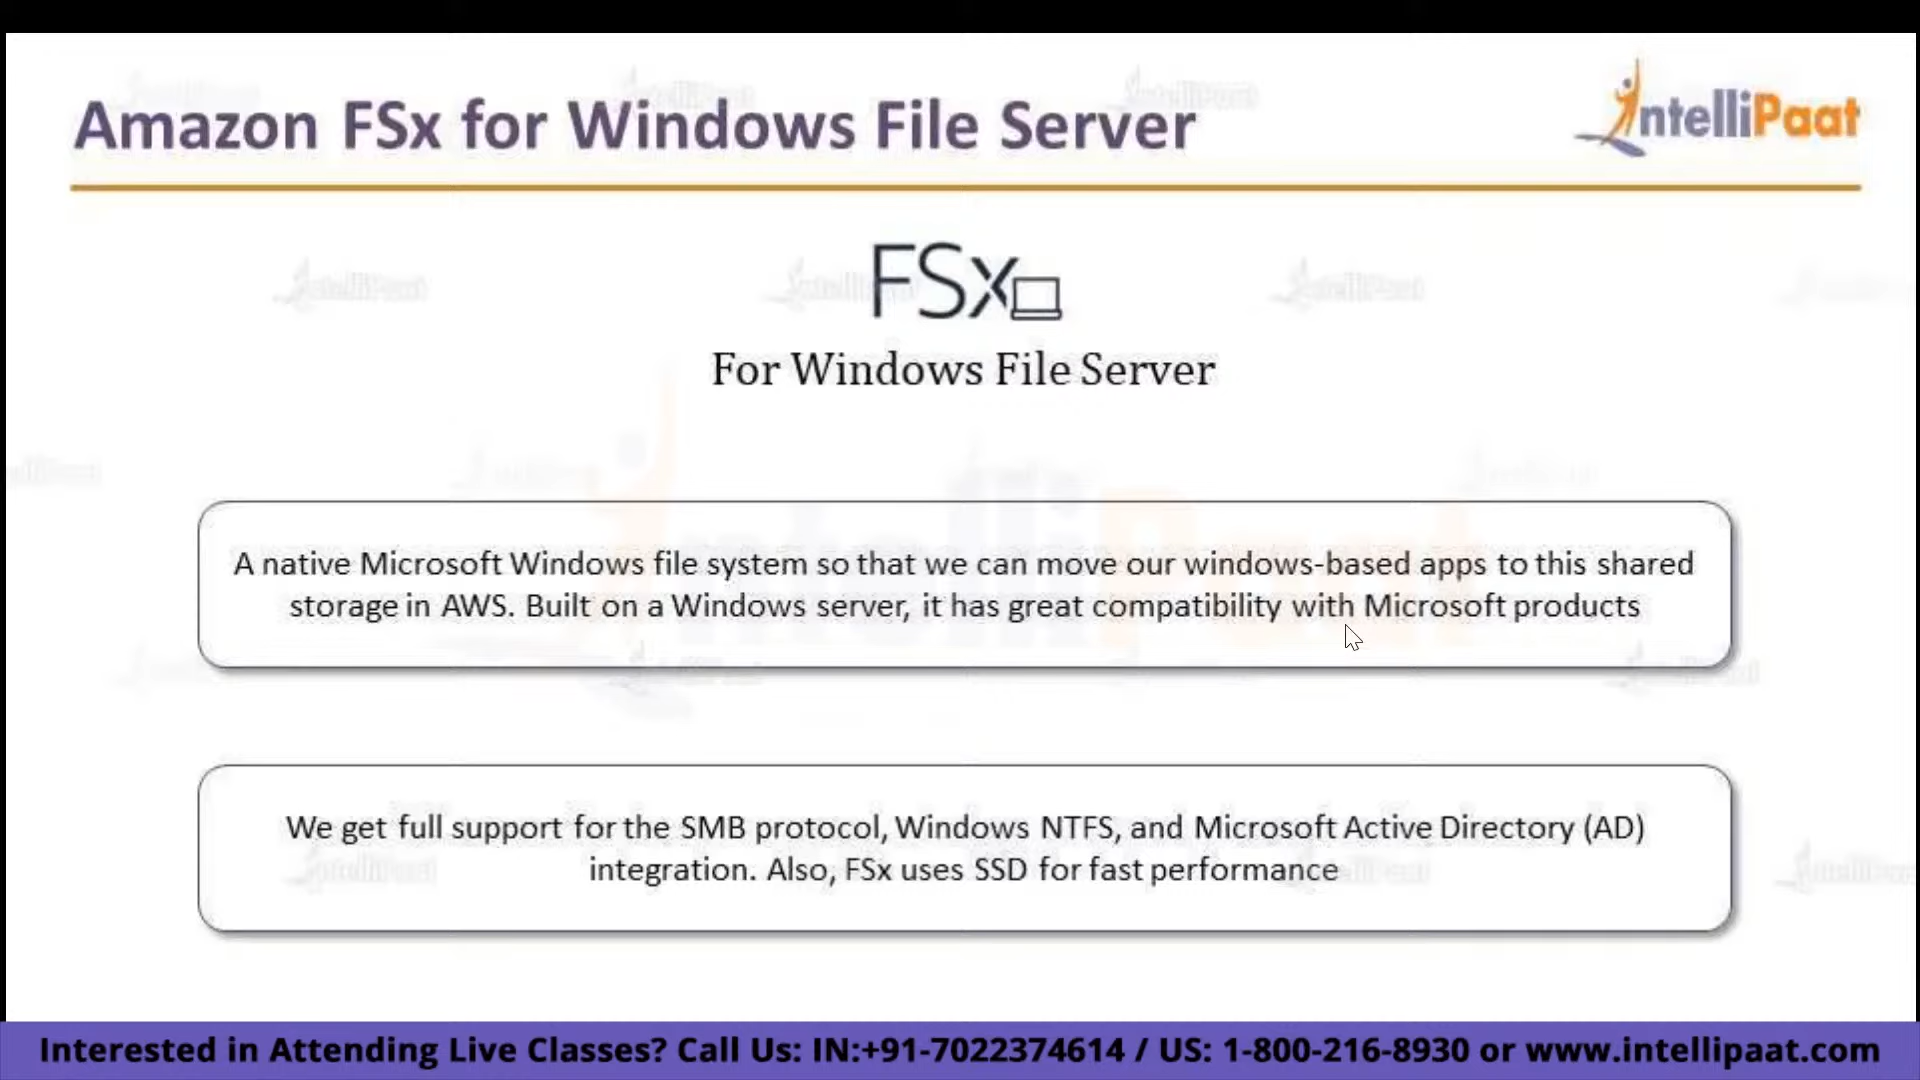 Amazon FSx for Windows File Server
IntelliPaat
FSx
For Windows File Server
A native Microsoft Windows file system so that we can move our windows-based apps to this shared
storage in AWS. Built on a Windows server, it has great compatibility with Microsoft products
We get full support for the SMB protocol, Windows NTFS, and Microsoft Active Directory (AD)
integration. Also, FSx uses SSD for fast performance
Interested in Attending Live Classes? Call Us: IN:+91-7022374614 / US: 1-800-216-8930 or www.intellipaat.com